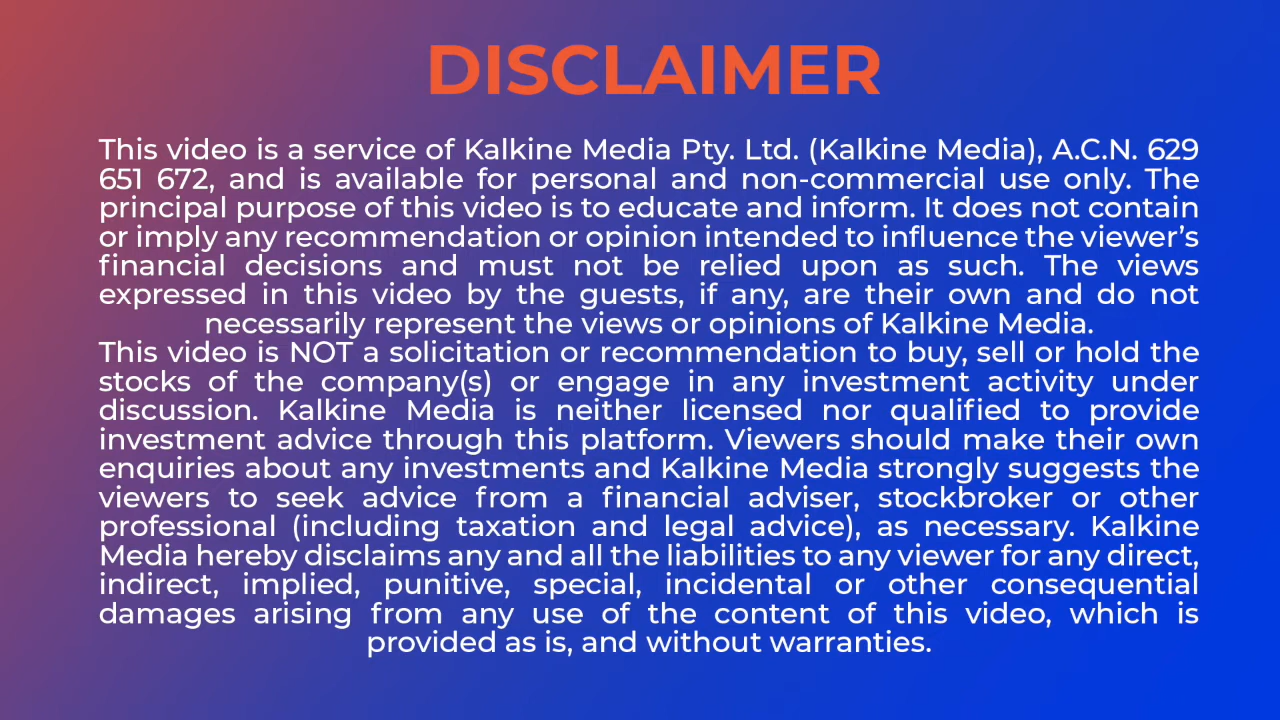 DISCLAIMER
This video is a service of Kalkine Media Pty. Ltd. (Kalkine Media), A.C.N. 629
651 672, and is available for personal and non-commercial use only. The
principal purpose of this video is to educate and inform. It does not contain
or imply any recommendation or opinion intended to influence the viewer’s
financial decisions and must not be relied upon as such. The views
expressed in this video by the guests, if any, are their own and do not
necessarily represent the views or opinions of Kalkine Media.
This video is NOT a solicitation or recommendation to buy, sell or hold the
stocks of the company(s) or engage in any investment activity under
discussion. Kalkine Media is neither licensed nor qualified to provide
investment advice through this platform. Viewers should make their own
enquiries about any investments and Kalkine Media strongly suggests the
viewers to seek advice from a financial adviser, stockbroker or other
professional (including taxation and legal advice), as necessary. Kalkine
Media hereby disclaims any and all the liabilities to any viewer for any direct,
indirect, implied, punitive, special, incidental or other consequential
damages arising from any use of the content of this video, which is
provided as is, and without warranties.